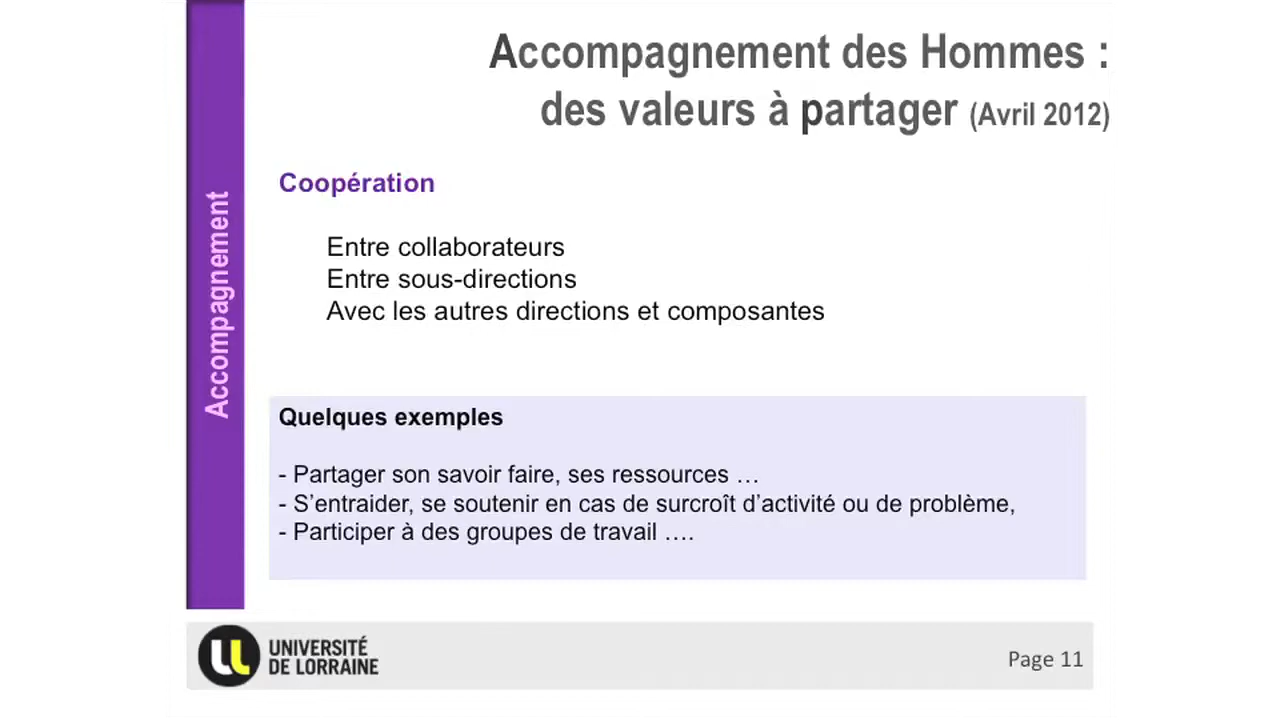 Accompagnement des Hommes :
des valeurs à partager (Avril 2012)
Accompagnement
Coopération
Entre collaborateurs
Entre sous-directions
Avec les autres directions et composantes
Quelques exemples
- Partager son savoir faire, ses ressources …
- S’entraider, se soutenir en cas de surcroît d’activité ou de problème,
- Participer à des groupes de travail ….
UNIVERSITÉ
DE LORRAINE
Page 11